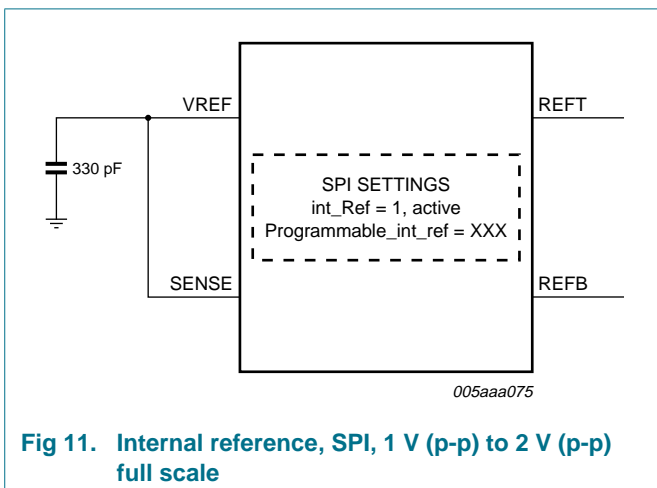 VREF
REFT
330 pF
SPI SETTINGS
int_Ref = 1, active
Programmable_int_ref = XXX
SENSE
REFB
005aaa075
Fig 11. Internal reference, SPI, 1 V (p-p) to 2 V (p-p)
full scale